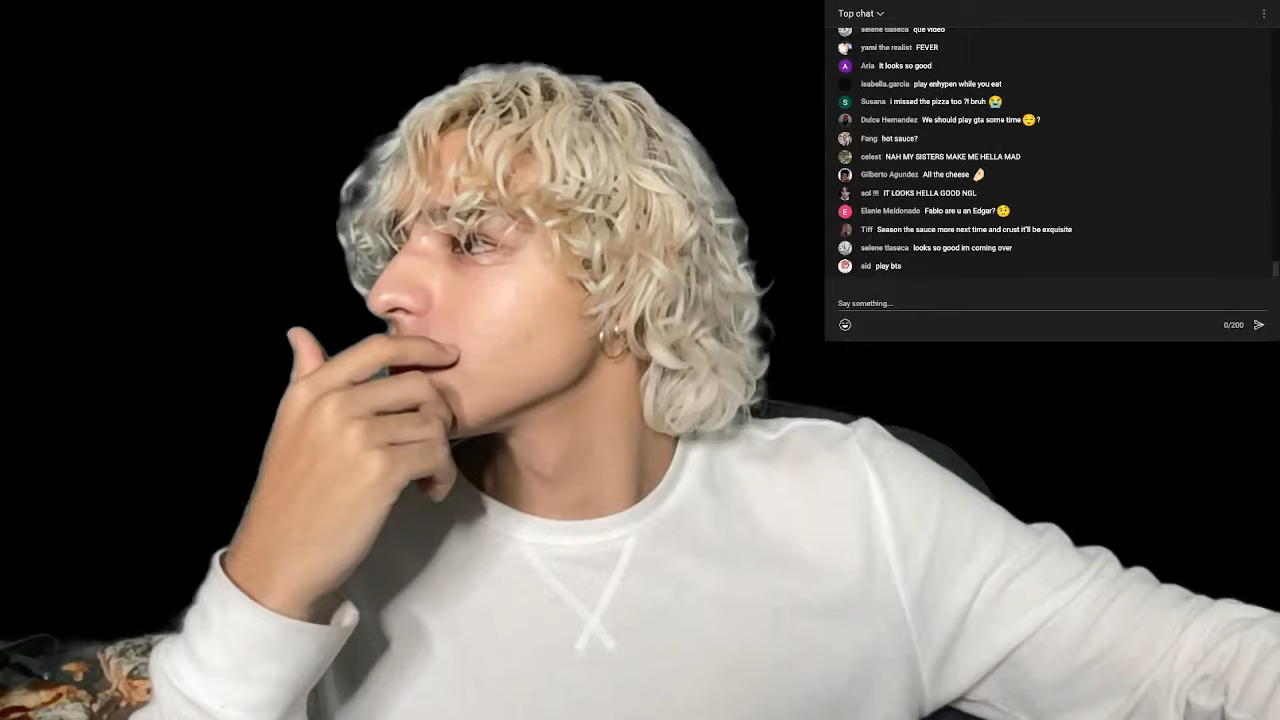 Top chat
selene tlaseca que video
yami the realist FEVER
A Aria It looks so good
isabella.garcia play enhypen while you eat
S Susana i missed the pizza too ?! bruh 😭
Dulce Hernandez We should play gta some time 😔 ?
Fang hot sauce?
celest NAH MY SISTERS MAKE ME HELLA MAD
Gilberto Agundez All the cheese 🤌🏻
sol !!! IT LOOKS HELLA GOOD NGL
E Elanie Maldonado Fabio are u an Edgar? 🤨
Tiff Season the sauce more next time and crust it'll be exquisite
selene tlaseca looks so good im coming over
sid play bts
Say something...
0/200